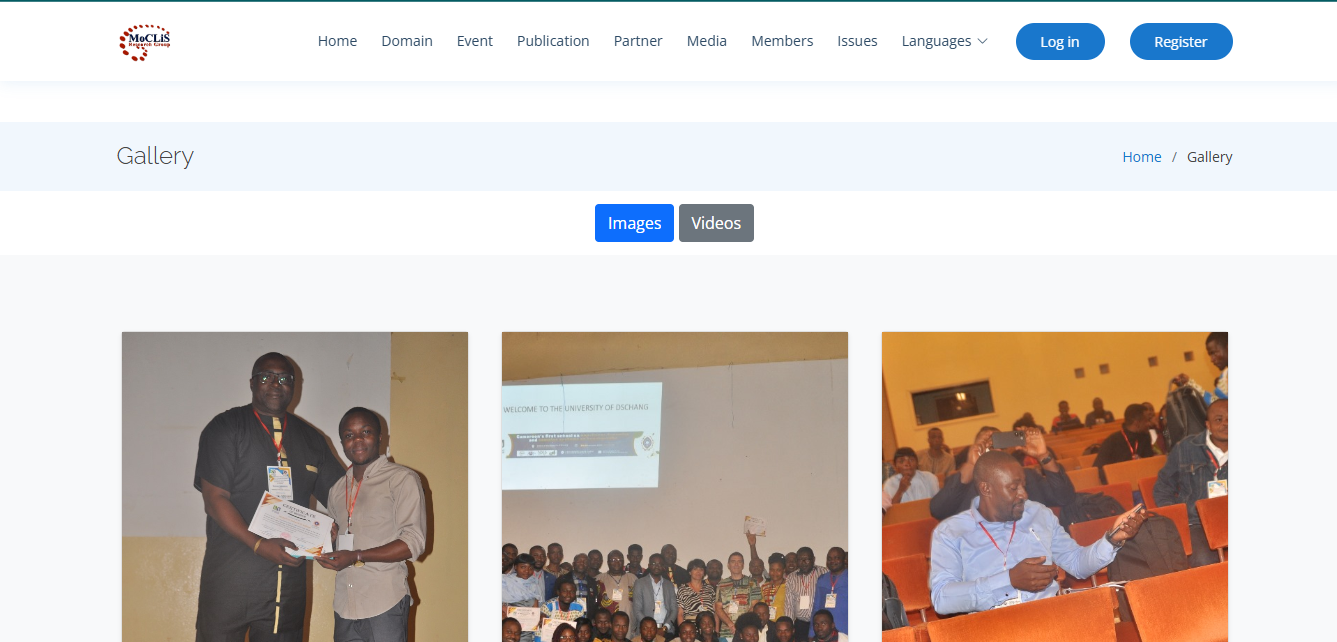 MoCLiS
Research Group
Home
Domain
Event
Publication
Partner
Media
Members
Issues
Languages
Log in
Register
Gallery
Home / Gallery
Images
Videos
WELCOME TO THE UNIVERSITY OF DSCHANG
CERTIFICATE